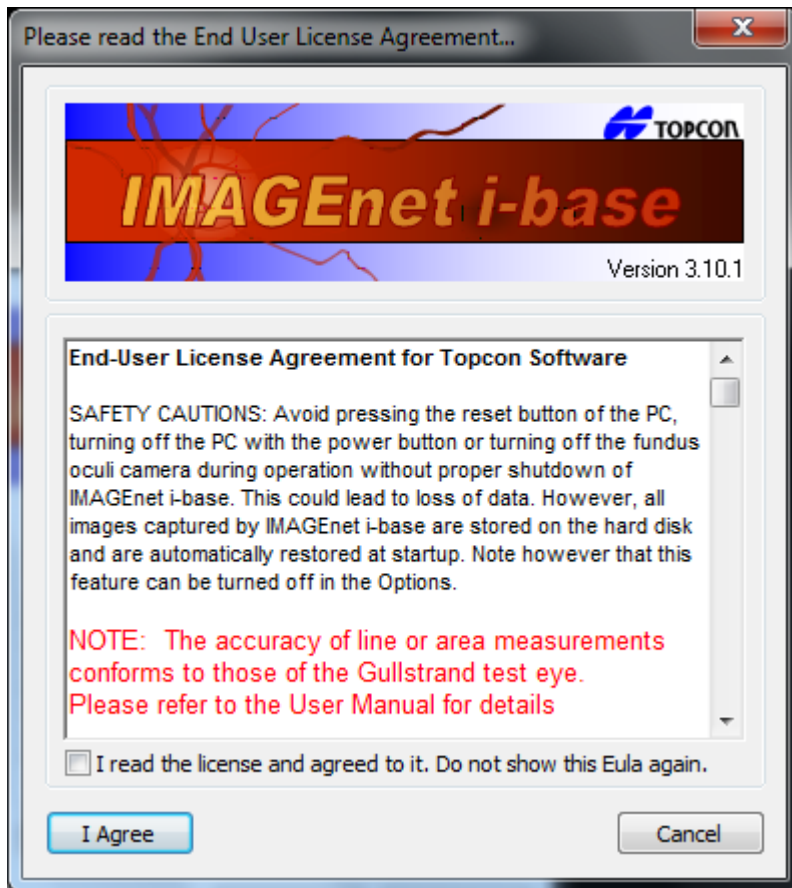 Please read the End User License Agreement...
TOPCON
IMAGEnet i-base
Version 3.10.1
End-User License Agreement for Topcon Software
SAFETY CAUTIONS: Avoid pressing the reset button of the PC,
turning off the PC with the power button or turning off the fundus
oculi camera during operation without proper shutdown of
IMAGEnet i-base. This could lead to loss of data. However, all
images captured by IMAGEnet i-base are stored on the hard disk
and are automatically restored at startup. Note however that this
feature can be turned off in the Options.
NOTE: The accuracy of line or area measurements
conforms to those of the Gullstrand test eye.
Please refer to the User Manual for details
I read the license and agreed to it. Do not show this Eula again.
I Agree
Cancel